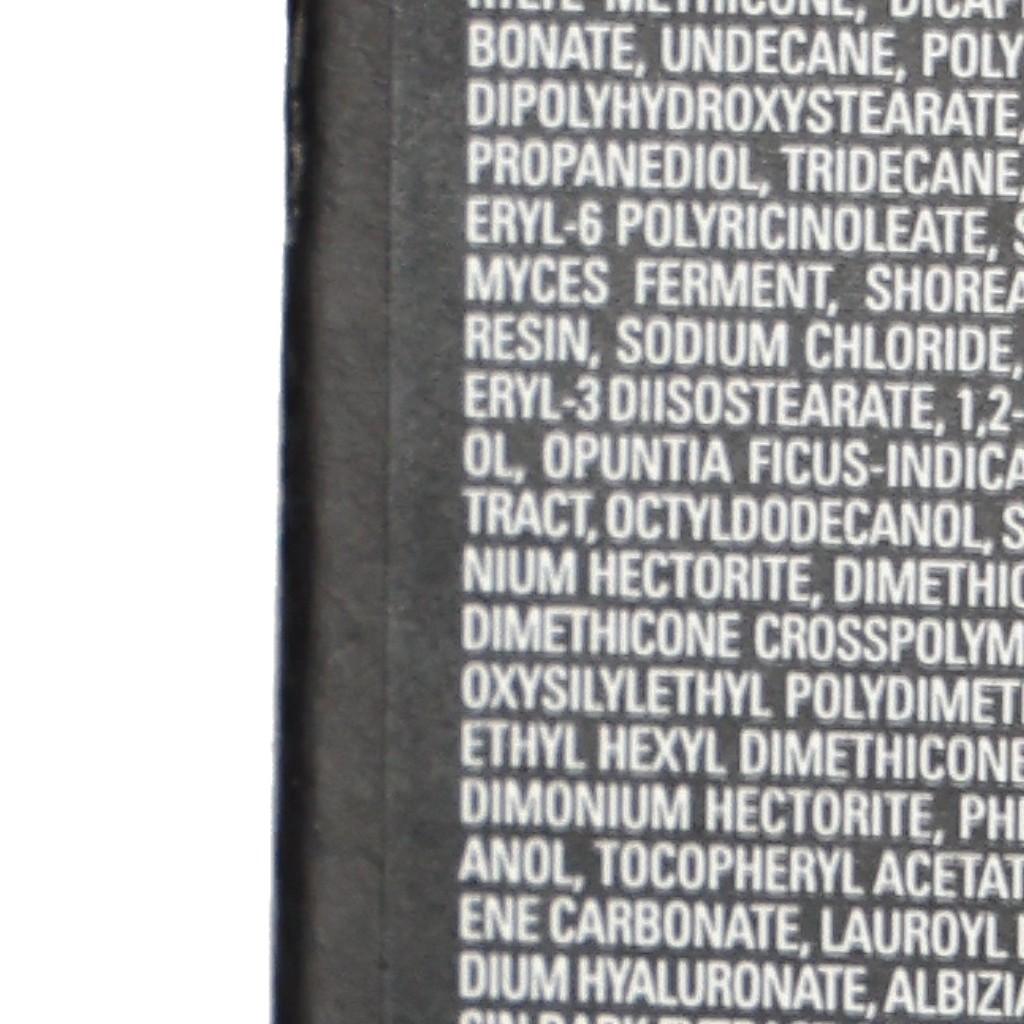 METHICONE,
BONATE, UNDECANE, POLY
DIPOLYHYDROXYSTEARATE,
PROPANEDIOL, TRIDECANE,
ERYL-6 POLYRICINOLEATE, S
MYCES FERMENT, SHOREA
RESIN, SODIUM CHLORIDE,
ERYL-3 DIISOSTEARATE, 1,2-
OL, OPUNTIA FICUS-INDICA
TRACT, OCTYLDODECANOL, S
NIUM HECTORITE, DIMETHIC
DIMETHICONE CROSSPOLYM
OXYSILYLETHYL POLYDIMET
ETHYL HEXYL DIMETHICONE
DIMONIUM HECTORITE, PHE
ANOL, TOCOPHERYL ACETAT
ENE CARBONATE, LAUROYL
DIUM HYALURONATE, ALBIZIA